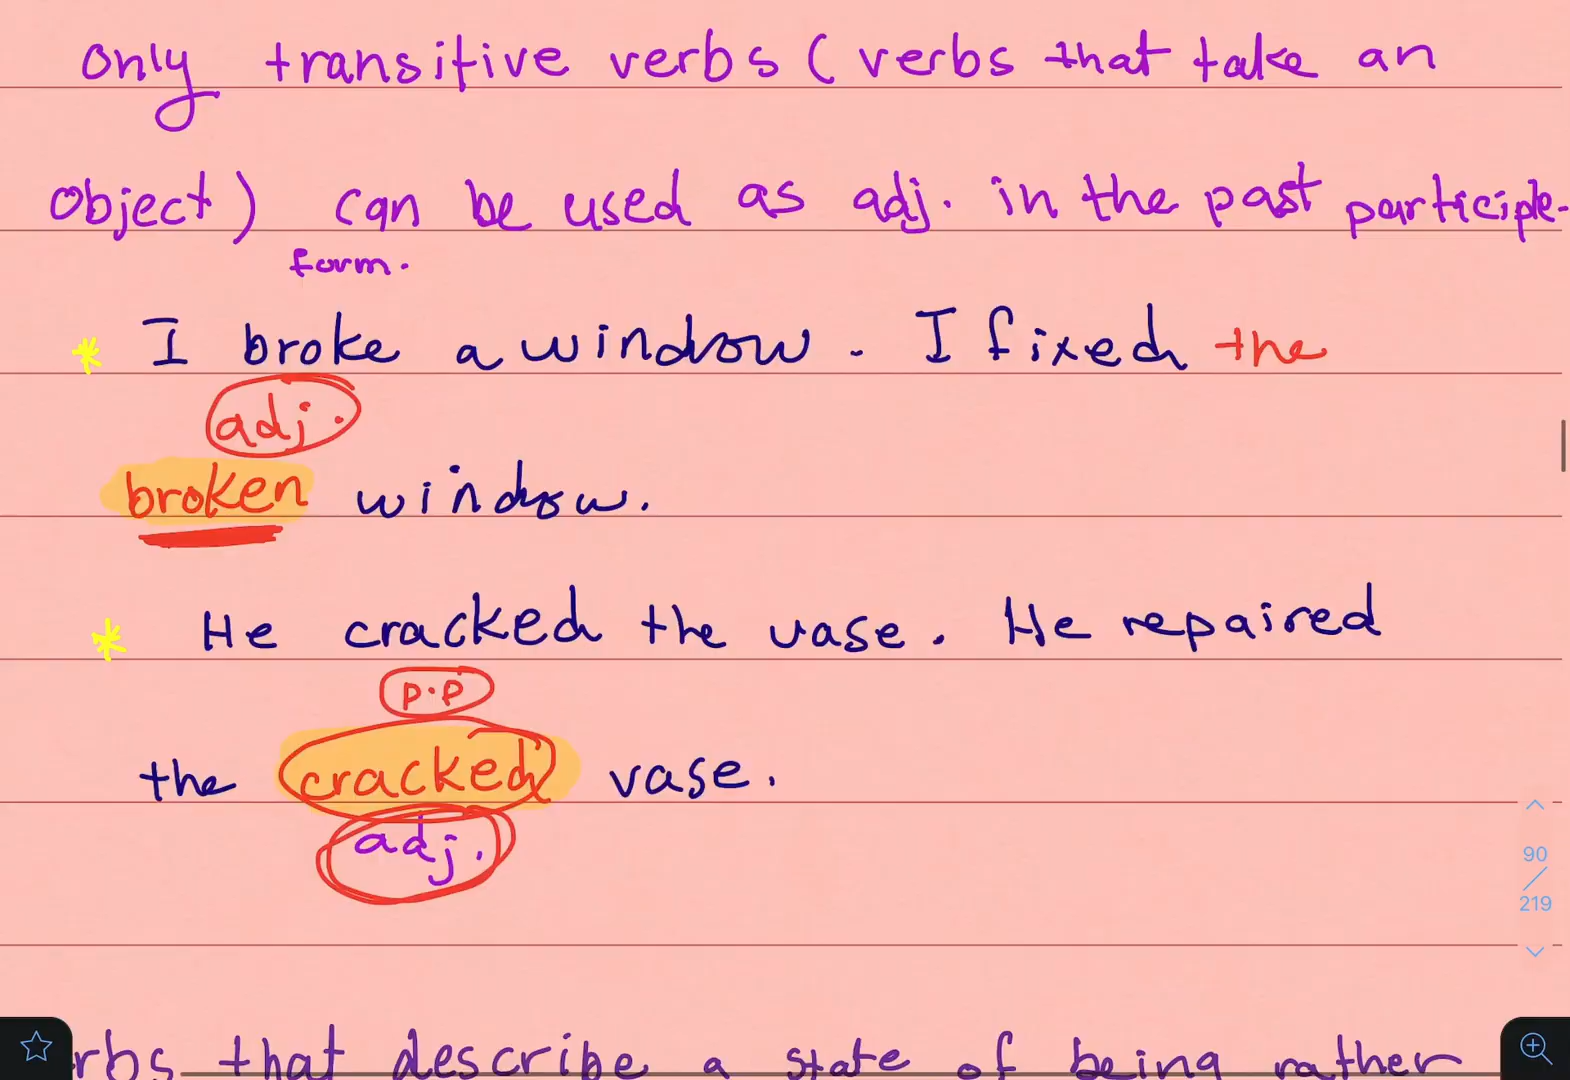 only transitive verbs (verbs that take an
object) can be used as adj. in the past participle-
form.
* I broke a window. I fixed the
adj.
broken window.
* He cracked the vase. He repaired
p.p
the cracked vase.
adj.
90
219
rbs that describe a state of being rather